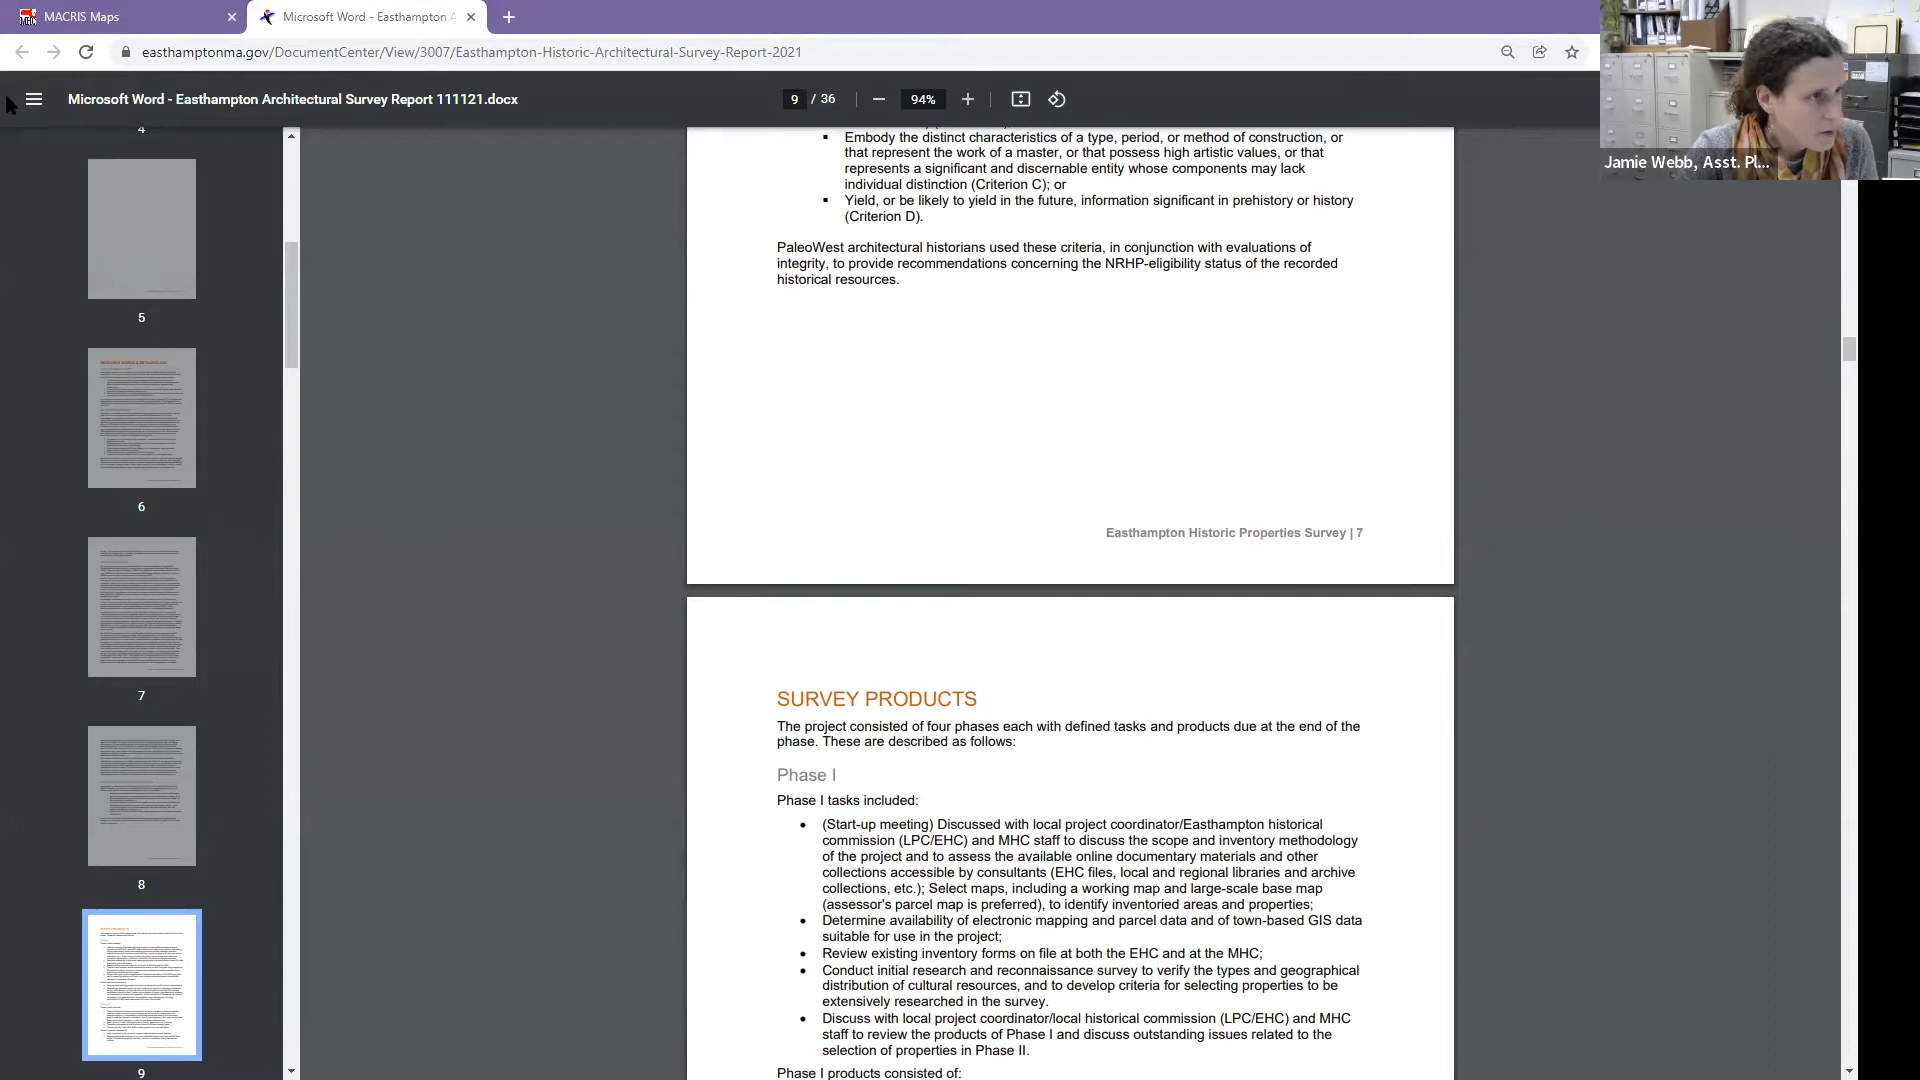 MACRIS Maps
Microsoft Word - Easthampton A
easthamptonma.gov/DocumentCenter/View/3007/Easthampton-Historic-Architectural-Survey-Report-2021
Microsoft Word - Easthampton Architectural Survey Report 111121.docx
9 / 36
94%
Jamie Webb, Asst. Pl...
4
5
6
7
8
9
▪ Embody the distinct characteristics of a type, period, or method of construction, or
that represent the work of a master, or that possess high artistic values, or that
represents a significant and discernable entity whose components may lack
individual distinction (Criterion C); or
▪ Yield, or be likely to yield in the future, information significant in prehistory or history
(Criterion D).
PaleoWest architectural historians used these criteria, in conjunction with evaluations of
integrity, to provide recommendations concerning the NRHP-eligibility status of the recorded
historical resources.
Easthampton Historic Properties Survey | 7
SURVEY PRODUCTS
The project consisted of four phases each with defined tasks and products due at the end of the
phase. These are described as follows:
Phase I
Phase I tasks included:
• (Start-up meeting) Discussed with local project coordinator/Easthampton historical
commission (LPC/EHC) and MHC staff to discuss the scope and inventory methodology
of the project and to assess the available online documentary materials and other
collections accessible by consultants (EHC files, local and regional libraries and archive
collections, etc.); Select maps, including a working map and large-scale base map
(assessor's parcel map is preferred), to identify inventoried areas and properties;
• Determine availability of electronic mapping and parcel data and of town-based GIS data
suitable for use in the project;
• Review existing inventory forms on file at both the EHC and at the MHC;
• Conduct initial research and reconnaissance survey to verify the types and geographical
distribution of cultural resources, and to develop criteria for selecting properties to be
extensively researched in the survey.
• Discuss with local project coordinator/local historical commission (LPC/EHC) and MHC
staff to review the products of Phase I and discuss outstanding issues related to the
selection of properties in Phase II.
Phase I products consisted of: